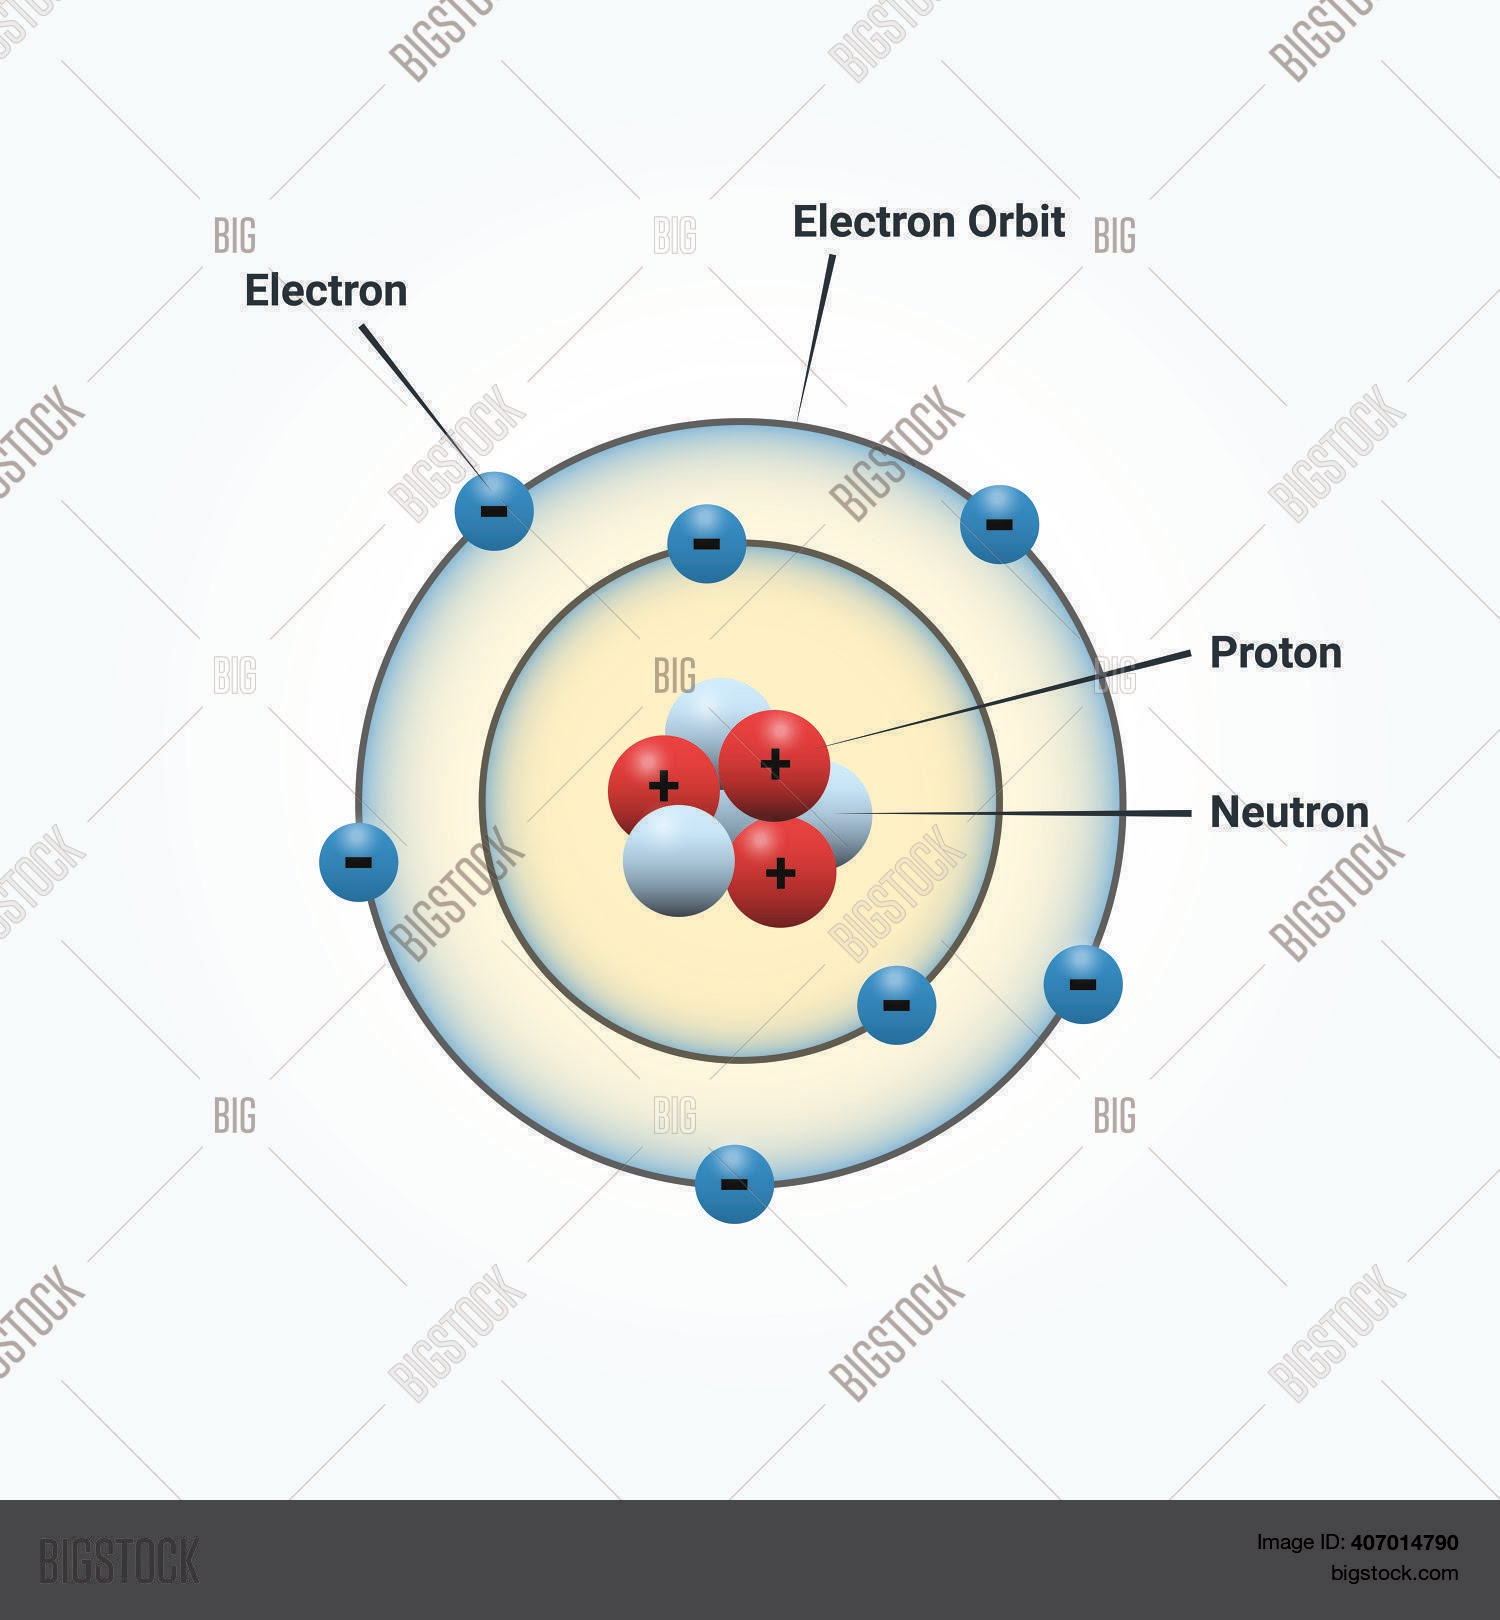 Electron Orbit
Electron
Proton
Neutron
BIGSTOCK
Image ID: 407014790
bigstock.com